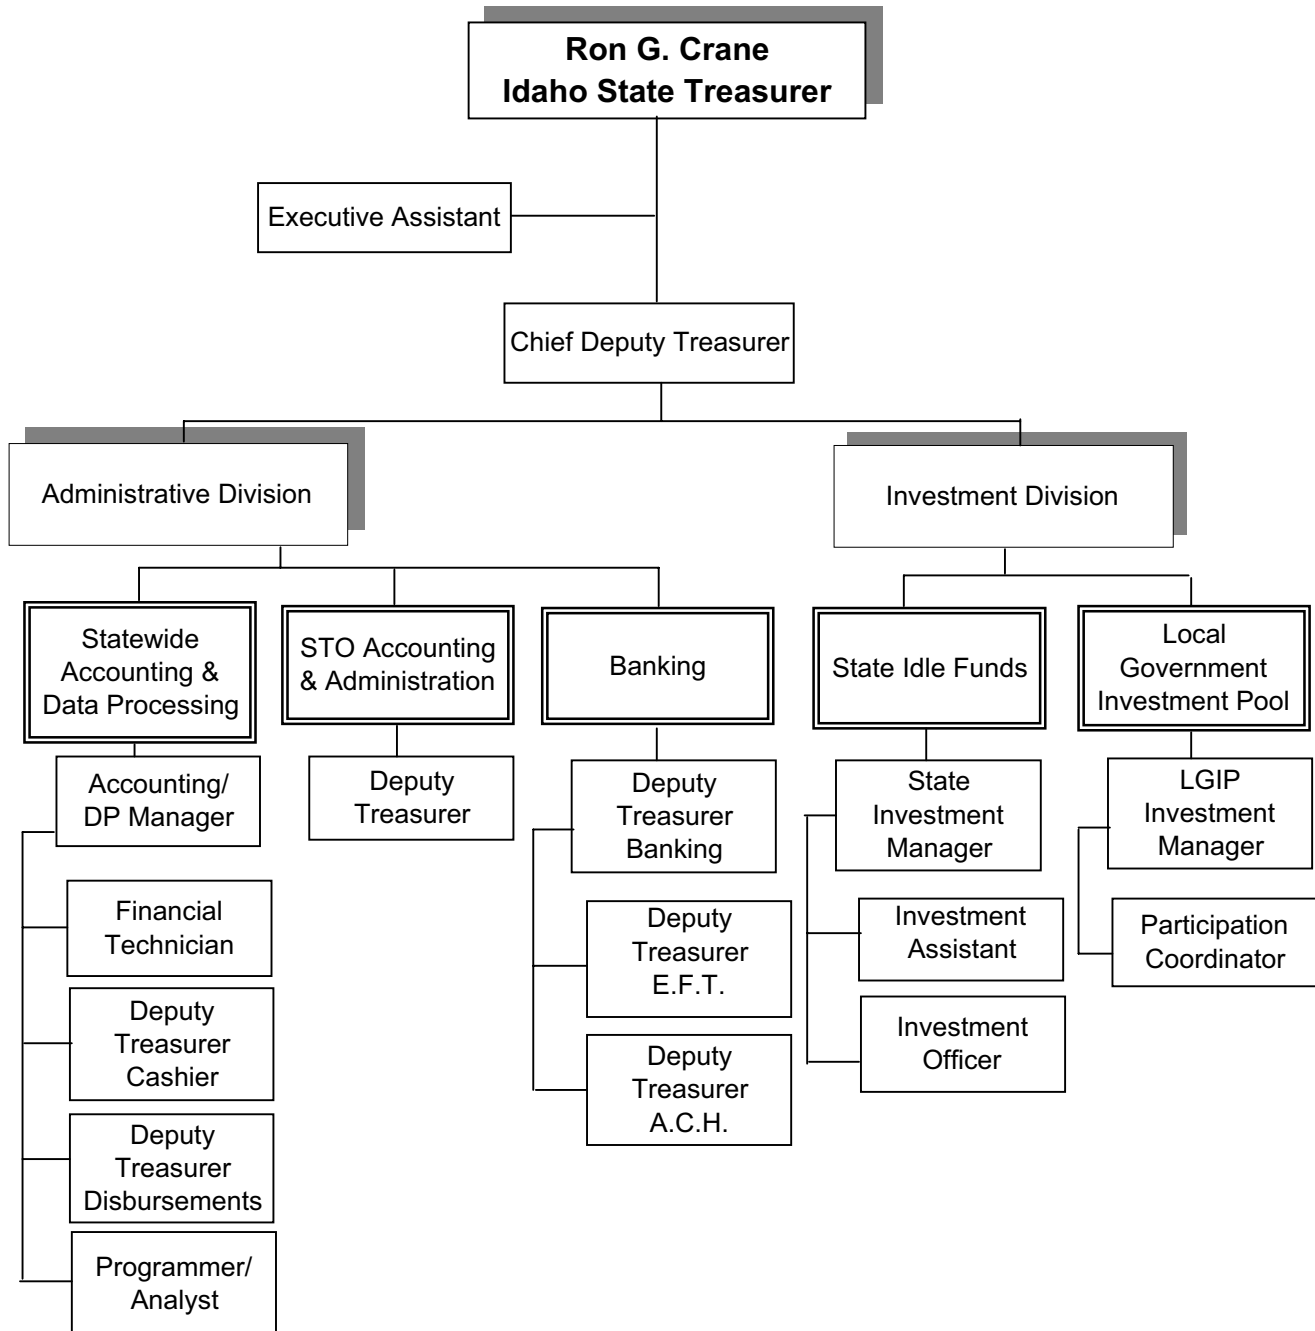 Ron G. Crane
Idaho State Treasurer
Executive Assistant
Chief Deputy Treasurer
Administrative Division
Investment Division
Statewide
Accounting &
Data Processing
STO Accounting
& Administration
Banking
State Idle Funds
Local
Government
Investment Pool
Accounting/
DP Manager
Deputy
Treasurer
Deputy
Treasurer
Banking
State
Investment
Manager
LGIP
Investment
Manager
Financial
Technician
Deputy
Treasurer
E.F.T.
Investment
Assistant
Participation
Coordinator
Deputy
Treasurer
Cashier
Deputy
Treasurer
A.C.H.
Investment
Officer
Deputy
Treasurer
Disbursements
Programmer/
Analyst